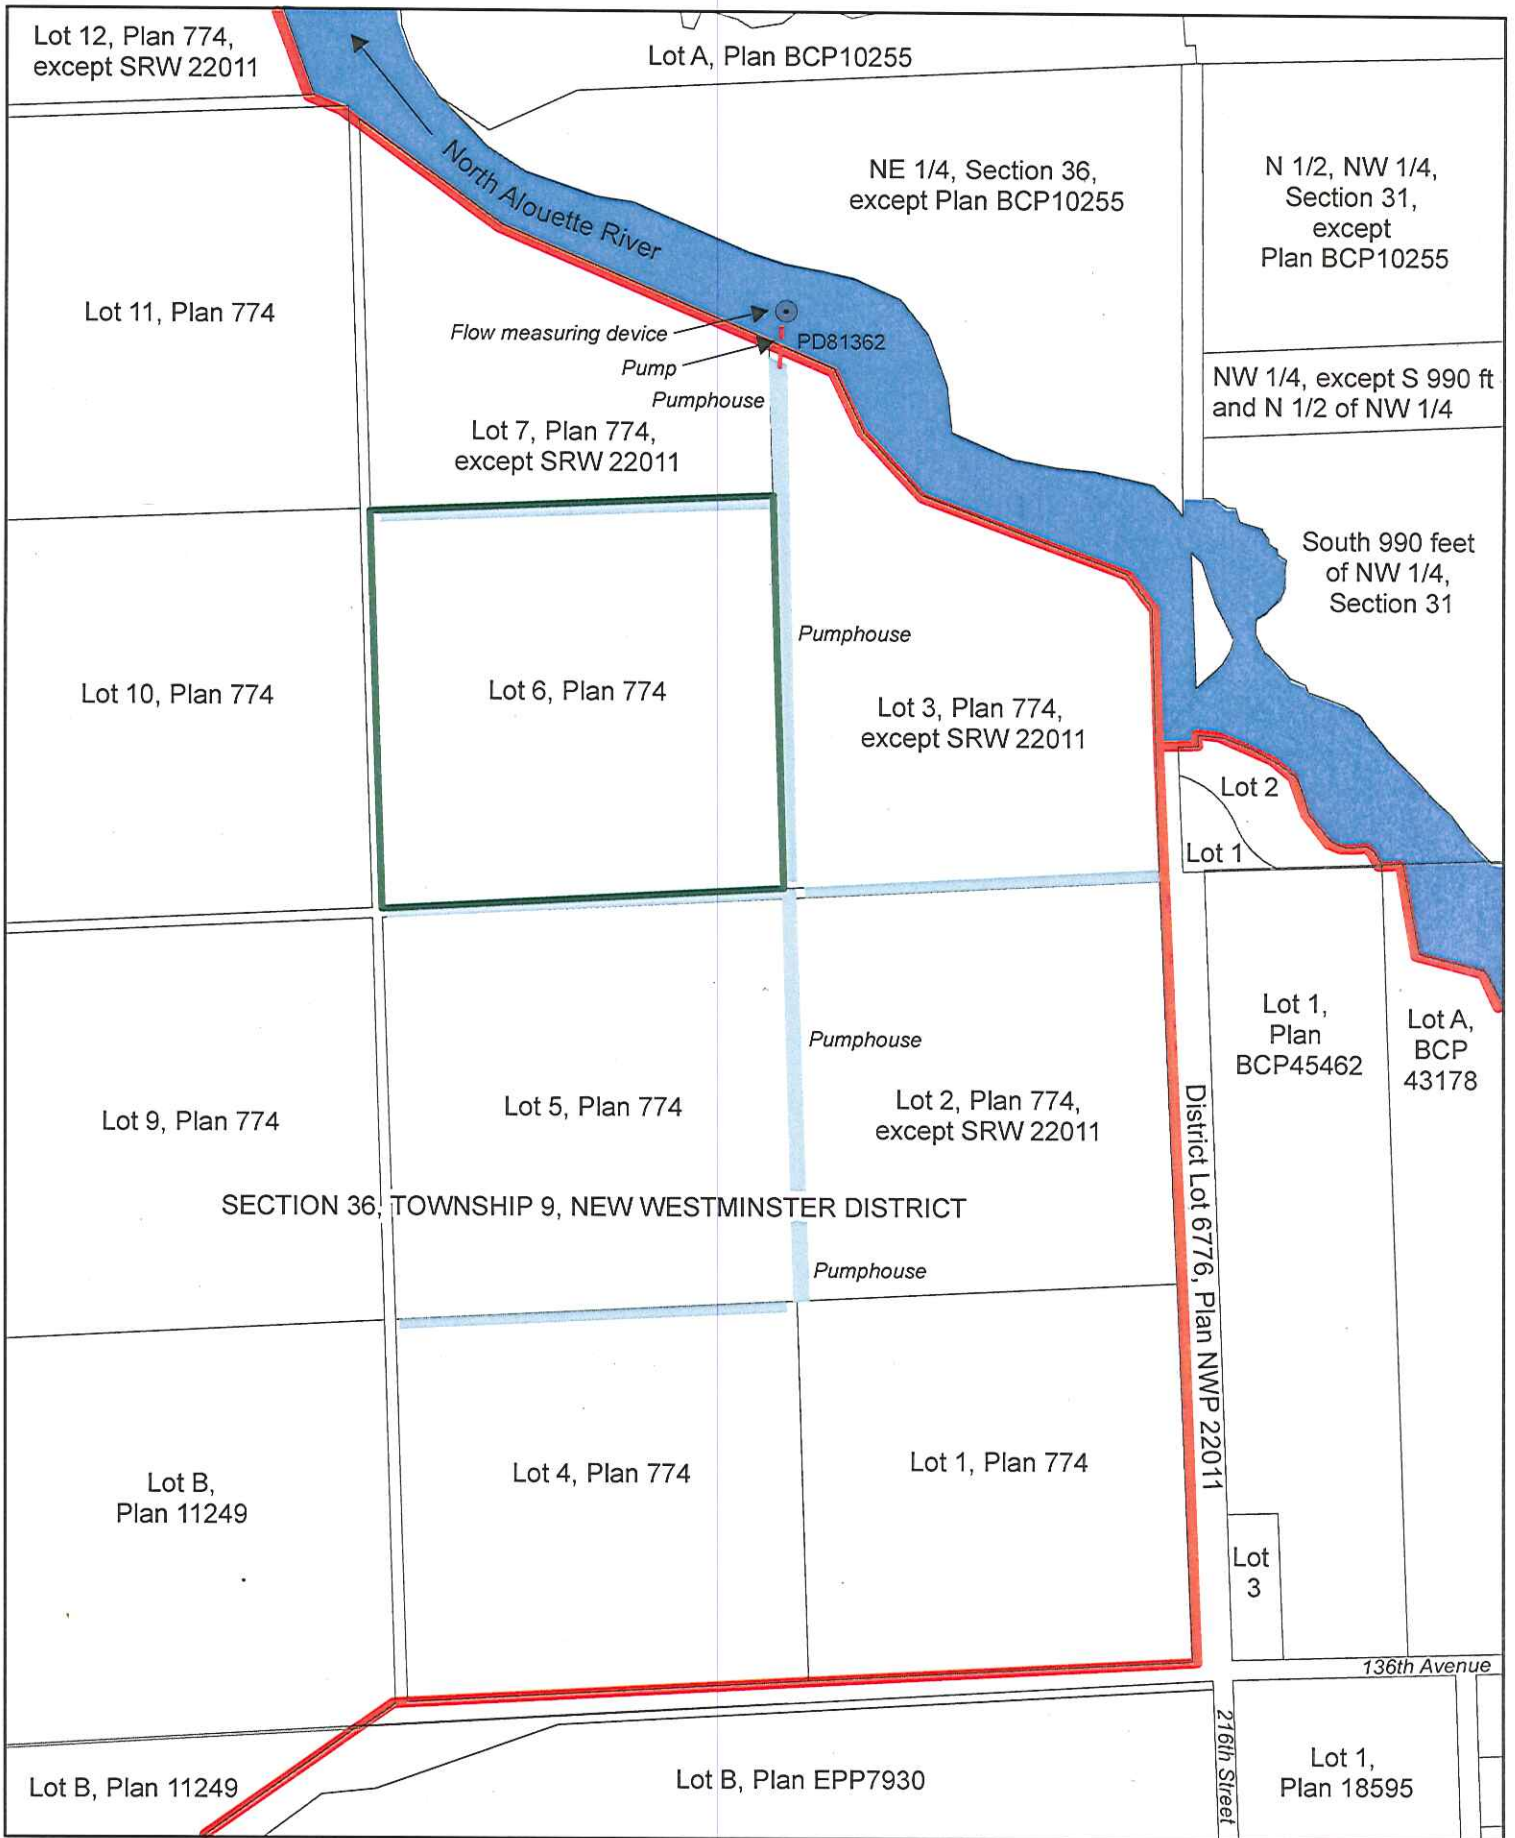 Lot 12, Plan 774,
except SRW 22011
Lot A, Plan BCP10255
North Alouette River
NE 1/4, Section 36,
except Plan BCP10255
N 1/2, NW 1/4,
Section 31,
except
Plan BCP10255
Lot 11, Plan 774
Flow measuring device
PD81362
Pump
Pumphouse
NW 1/4, except S 990 ft
and N 1/2 of NW 1/4
Lot 7, Plan 774,
except SRW 22011
South 990 feet
of NW 1/4,
Section 31
Pumphouse
Lot 10, Plan 774
Lot 6, Plan 774
Lot 3, Plan 774,
except SRW 22011
Lot 2
Lot 1
Lot 1,
Plan
BCP45462
Lot A,
BCP
43178
Pumphouse
Lot 9, Plan 774
Lot 5, Plan 774
Lot 2, Plan 774,
except SRW 22011
District Lot 6776, Plan NWP 22011
SECTION 36, TOWNSHIP 9, NEW WESTMINSTER DISTRICT
Pumphouse
Lot B,
Plan 11249
Lot 4, Plan 774
Lot 1, Plan 774
Lot
3
136th Avenue
216th Street
Lot B, Plan 11249
Lot B, Plan EPP7930
Lot 1,
Plan 18595